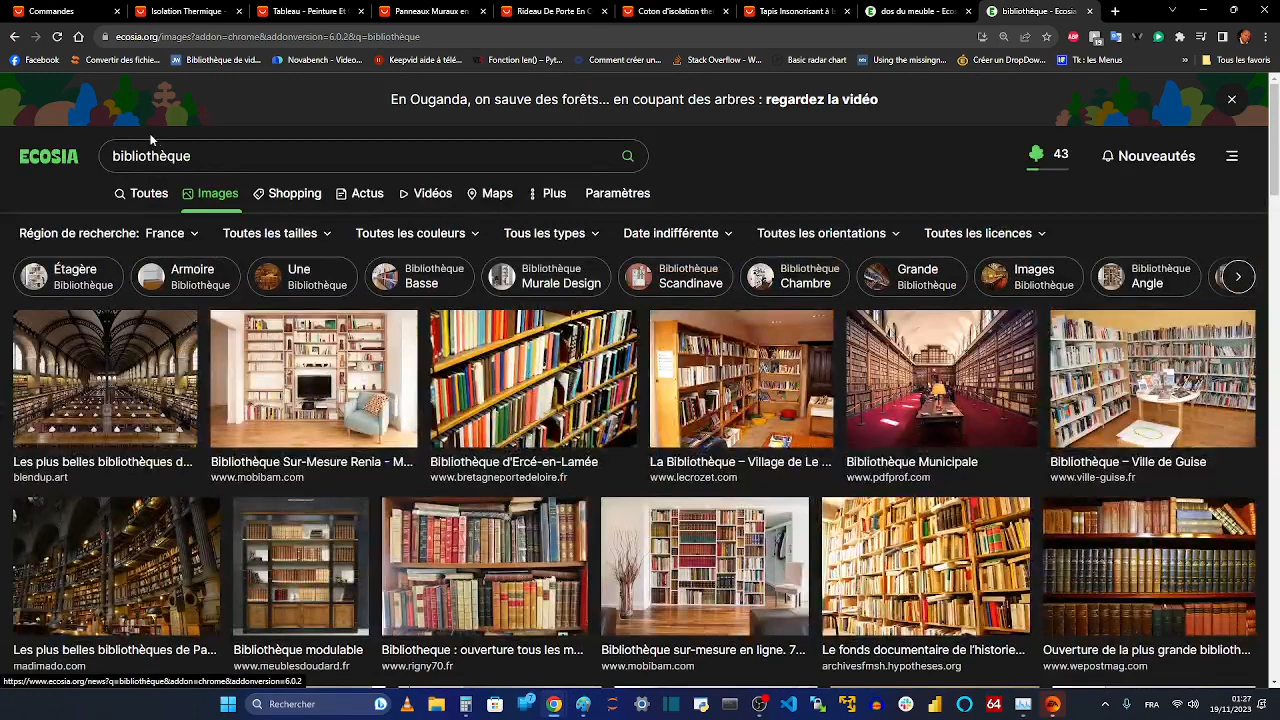 Commandes
Isolation Thermique -
Tableau - Peinture Et
Panneaux Muraux en
Rideau De Porte En C
Coton d'isolation the
Tapis Insonorisant à l
dos du meuble - Ecos
bibliothèque - Ecosia
ecosia.org/images?addon=chrome&addonversion=6.0.2&q=bibliothèque
ABP
Facebook
Convertir des fichie...
Bibliothèque de vid...
Novabench - Videoc
Keepvid aide à télé...
Fonction len() – Pyt...
Comment créer un...
Stack Overflow - W...
Basic radar chart
Using the missingn...
Créer un DropDow...
Tk : les Menus
»
Tous les favoris
En Ouganda, on sauve des forêts... en coupant des arbres : regardez la vidéo
ECOSIA
bibliothèque
43
Nouveautés
Toutes
Images
Shopping
Actus
Vidéos
Maps
Plus
Paramètres
Région de recherche: France
Toutes les tailles
Toutes les couleurs
Tous les types
Date indifférente
Toutes les orientations
Toutes les licences
Étagère
Bibliothèque
Armoire
Bibliothèque
Une
Bibliothèque
Bibliothèque
Basse
Bibliothèque
Murale Design
Bibliothèque
Scandinave
Bibliothèque
Chambre
Grande
Bibliothèque
Images
Bibliothèque
Bibliothèque
Angle
Les plus belles bibliothèques d...
blendup.art
Bibliothèque Sur-Mesure Renia - M...
www.mobibam.com
Bibliothèque d'Ercé-en-Lamée
www.bretagneportedeloire.fr
La Bibliothèque – Village de Le ...
www.lecrozet.com
Bibliothèque Municipale
www.pdfprof.com
Bibliothèque – Ville de Guise
www.ville-guise.fr
Les plus belles bibliothèques de Pa...
madimado.com
Bibliothèque modulable
www.meublesdoudard.fr
Bibliotheque : ouverture tous les m...
www.rigny70.fr
Bibliothèque sur-mesure en ligne. 7...
www.mobibam.com
Le fonds documentaire de l'historie...
archivesfmsh.hypotheses.org
Ouverture de la plus grande biblioth...
www.wepostmag.com
https://www.ecosia.org/news?q=bibliothèque&addon=chrome&addonversion=6.0.2
Rechercher
64
EA
FRA
01:27
19/11/2023